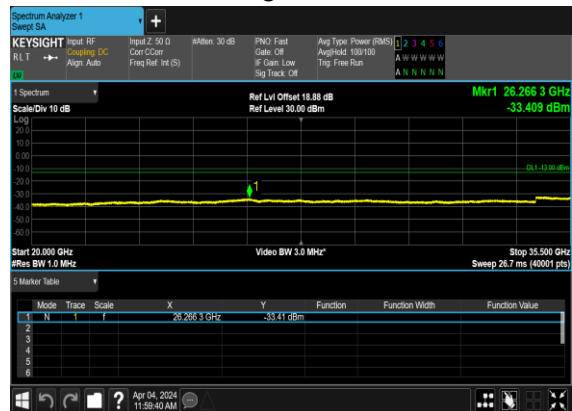 Spectrum Analyzer 1
Swept SA
+
KEYSIGHT Input: RF Input Z: 50 Ω #Atten: 30 dB PNO: Fast Avg Type: Power (RMS) 1 2 3 4 5 6
RLT Coupling: DC Corr CCorr Gate: Off Avg|Hold: 100/100 A W W W W W
Align: Auto Freq Ref: Int (S) IF Gain: Low Trig: Free Run
Sig Track: Off A N N N N N
1 Spectrum Ref Lvl Offset 18.88 dB Mkr1 26.266 3 GHz
Scale/Div 10 dB Ref Level 30.00 dBm -33.409 dBm
Log
20.0
10.0
0.00
-10.0
DL1 -13.00 dBm
-20.0
1
-30.0
-40.0
-50.0
-60.0
Start 20.000 GHz Video BW 3.0 MHz* Stop 35.500 GHz
#Res BW 1.0 MHz Sweep 26.7 ms (40001 pts)
5 Marker Table
Mode Trace Scale X Y Function Function Width Function Value
1 N 1 f 26.266 3 GHz -33.41 dBm
2
3
4
5
6
? Apr 04, 2024
11:59:40 AM